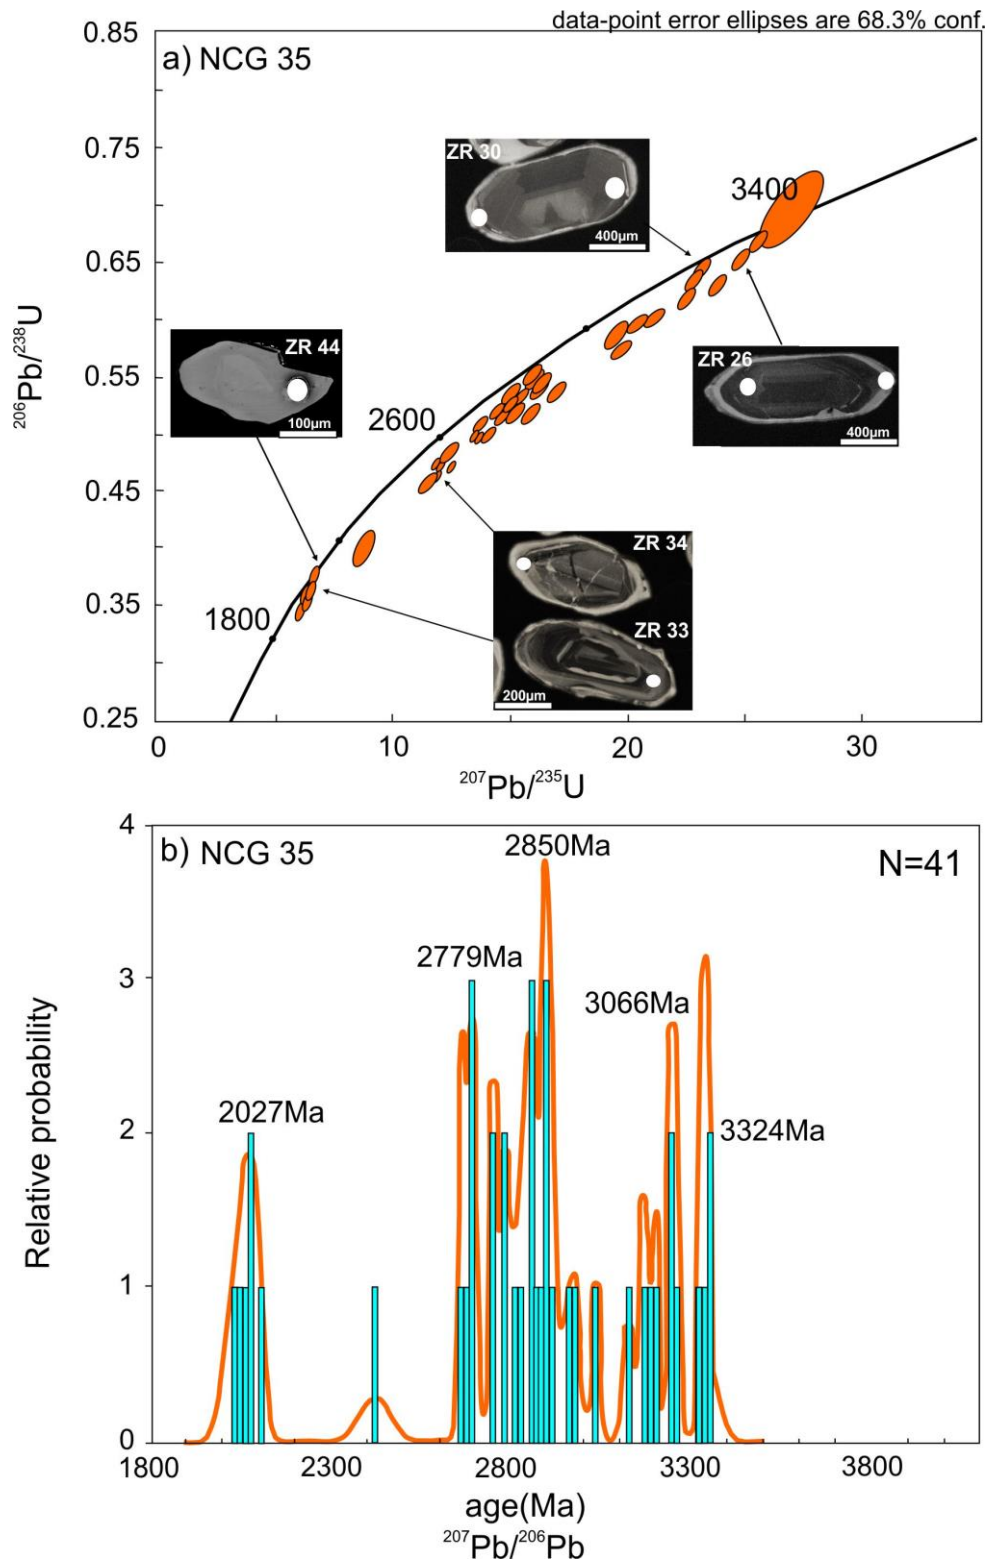 data-point error ellipses are 68.3% conf.
0.85
a) NCG 35
0.75
ZR 30
400µm
3400
0.65
206Pb/238U
ZR 44
100µm
0.55
ZR 26
400µm
2600
0.45
ZR 34
0.35
1800
ZR 33
200µm
0.25
0 10 20 30
207Pb/235U
4
b) NCG 35
2850Ma
N=41
3
2779Ma
3066Ma
Relative probability
2
2027Ma
3324Ma
1
0
1800 2300 2800 3300 3800
age(Ma)
207Pb/206Pb